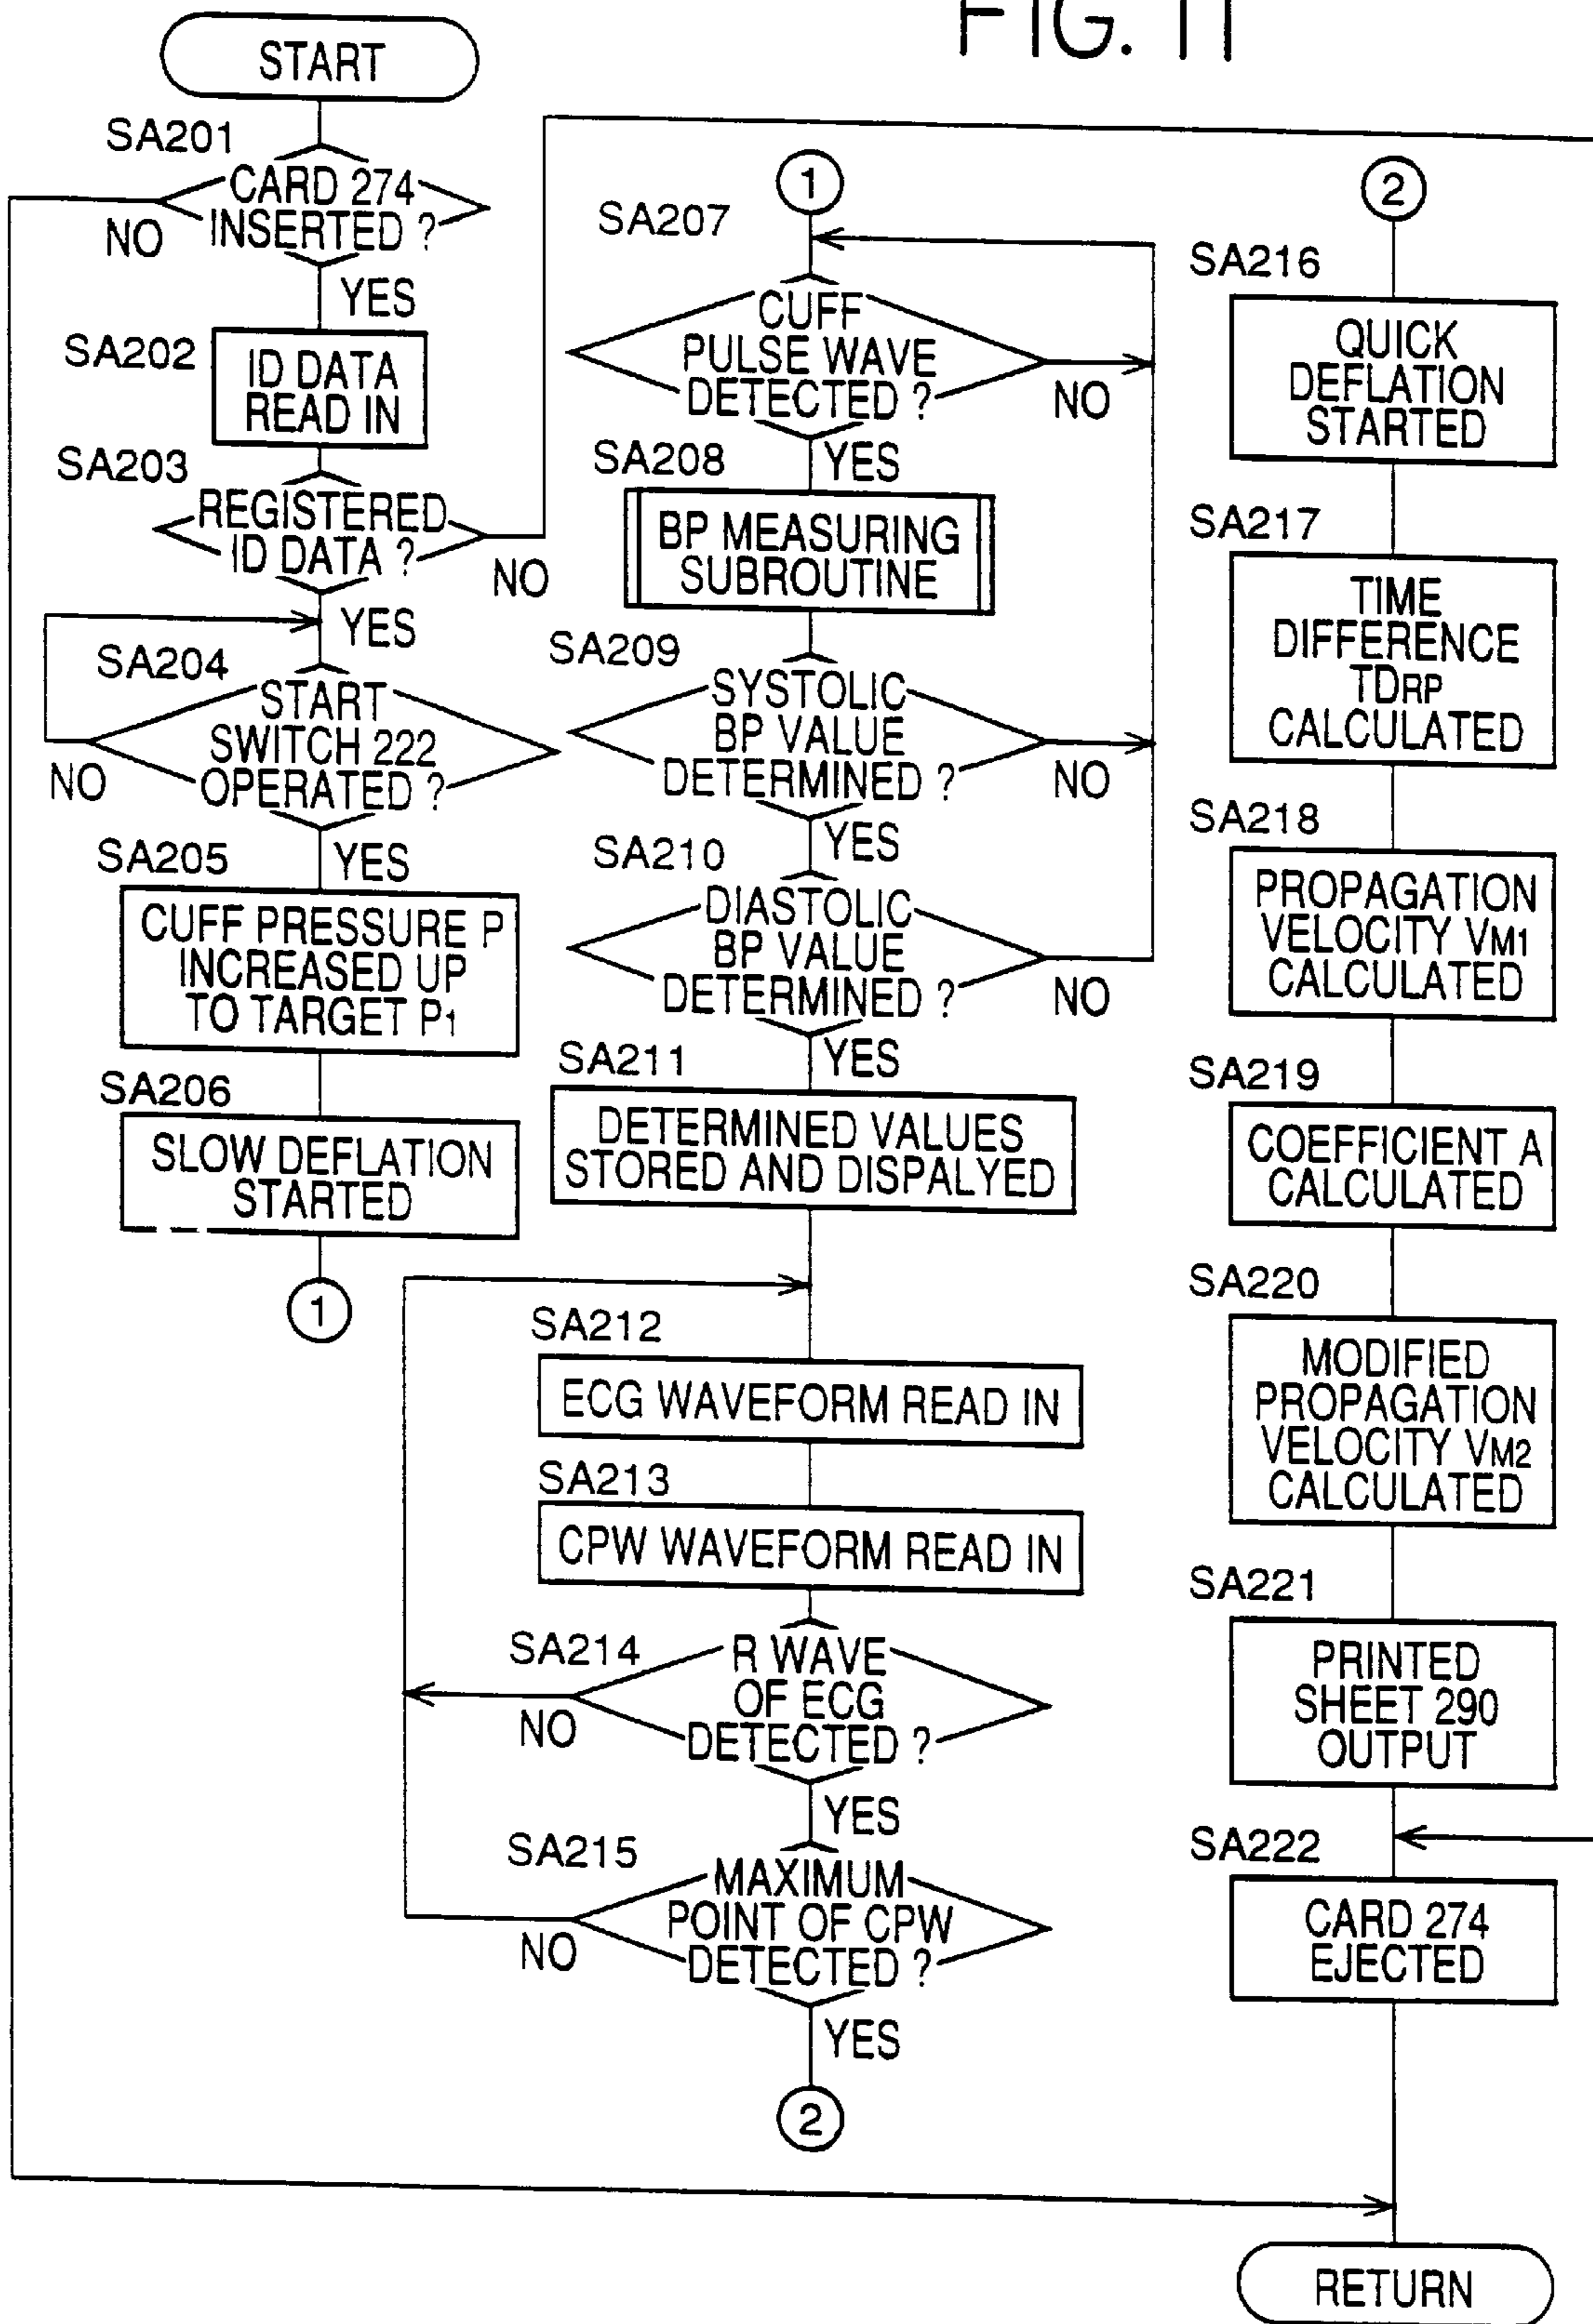 FIG. 11
START
SA201
CARD 274
INSERTED ?
NO
YES
SA202
ID DATA
READ IN
SA203
REGISTERED
ID DATA ?
NO
YES
SA204
START
SWITCH 222
OPERATED ?
NO
YES
SA205
CUFF PRESSURE P
INCREASED UP
TO TARGET P1
SA206
SLOW DEFLATION
STARTED
1
1
SA207
CUFF
PULSE WAVE
DETECTED ?
NO
YES
SA208
BP MEASURING
SUBROUTINE
SA209
SYSTOLIC
BP VALUE
DETERMINED ?
NO
YES
SA210
DIASTOLIC
BP VALUE
DETERMINED ?
NO
YES
SA211
DETERMINED VALUES
STORED AND DISPALYED
SA212
ECG WAVEFORM READ IN
SA213
CPW WAVEFORM READ IN
SA214
R WAVE
OF ECG
DETECTED ?
NO
YES
SA215
MAXIMUM
POINT OF CPW
DETECTED ?
NO
YES
2
2
SA216
QUICK
DEFLATION
STARTED
SA217
TIME
DIFFERENCE
TDRP
CALCULATED
SA218
PROPAGATION
VELOCITY VM1
CALCULATED
SA219
COEFFICIENT A
CALCULATED
SA220
MODIFIED
PROPAGATION
VELOCITY VM2
CALCULATED
SA221
PRINTED
SHEET 290
OUTPUT
SA222
CARD 274
EJECTED
RETURN